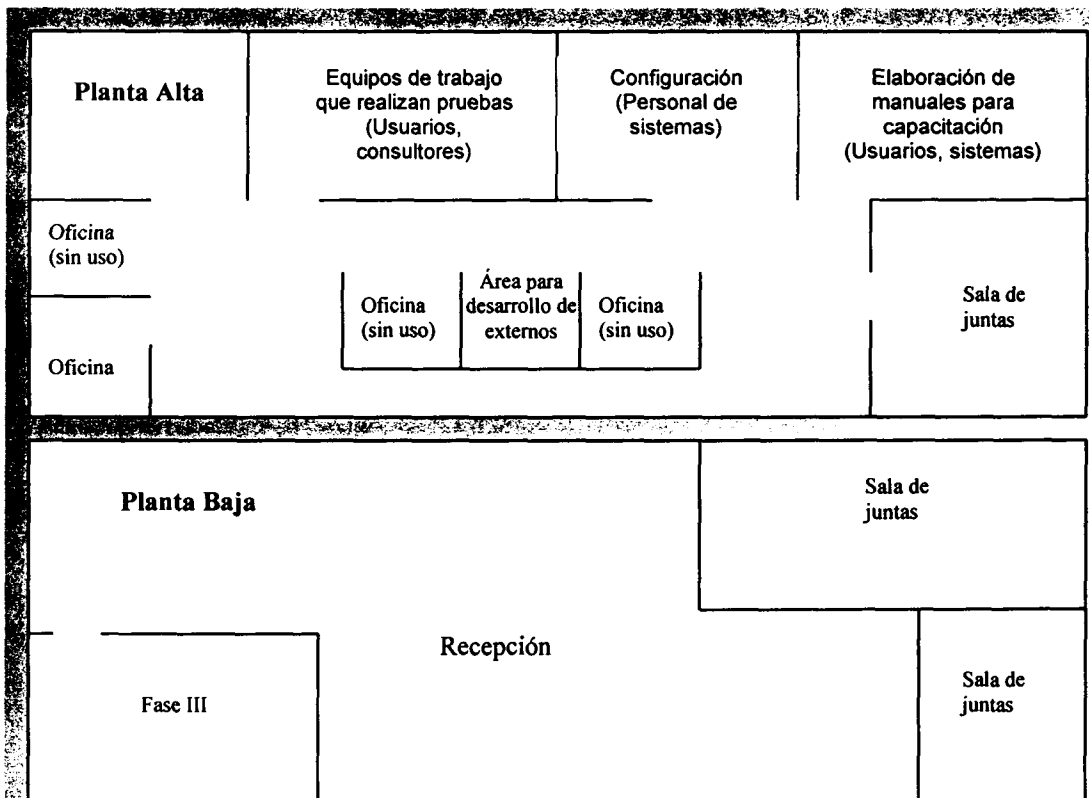 Planta Alta
Equipos de trabajo
que realizan pruebas
(Usuarios,
consultores)
Configuración
(Personal de
sistemas)
Elaboración de
manuales para
capacitación
(Usuarios, sistemas)
Oficina
(sin uso)
Oficina
Oficina
(sin uso)
Área para
desarrollo de
externos
Oficina
(sin uso)
Sala de
juntas
Planta Baja
Sala de
juntas
Recepción
Fase III
Sala de
juntas